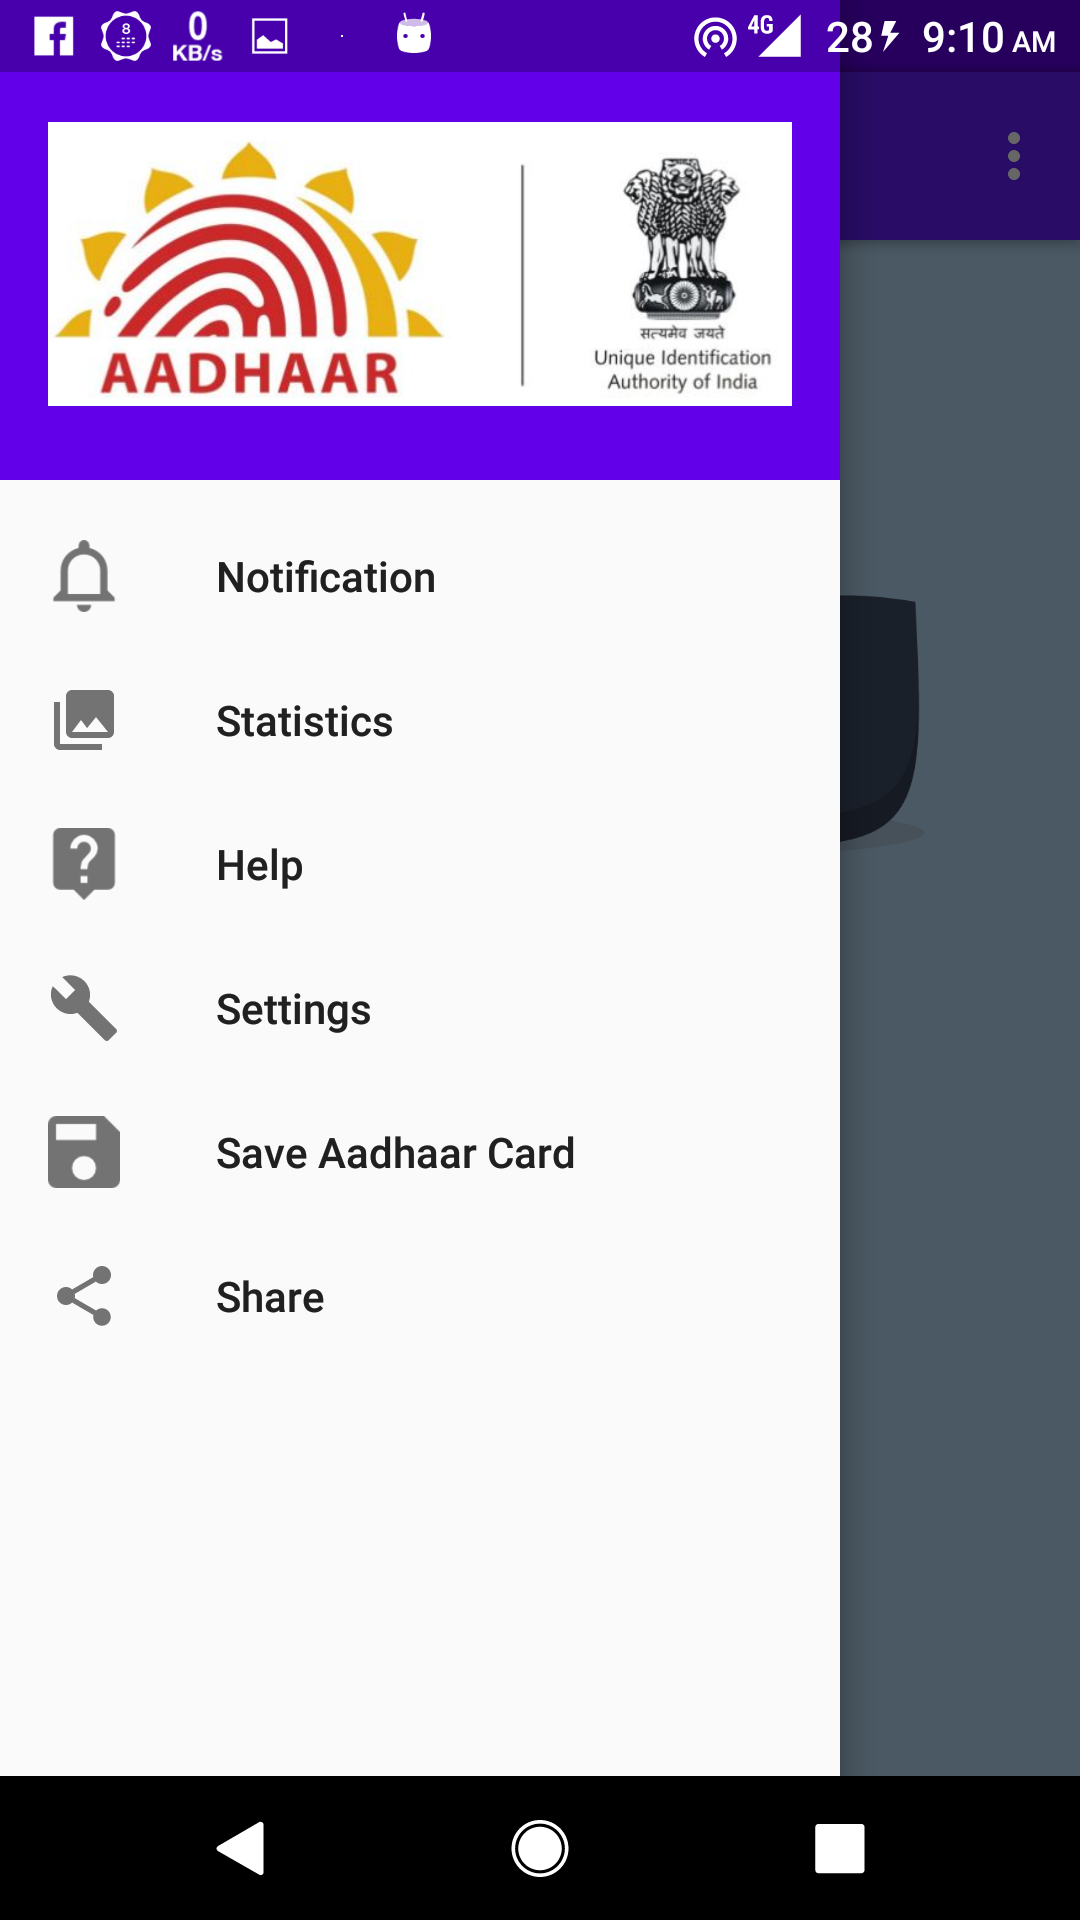 8
0
KB/s
4G
28
9:10 AM
AADHAAR
सत्यमेव जयते
Unique Identification
Authority of India
Notification
Statistics
Help
Settings
Save Aadhaar Card
Share